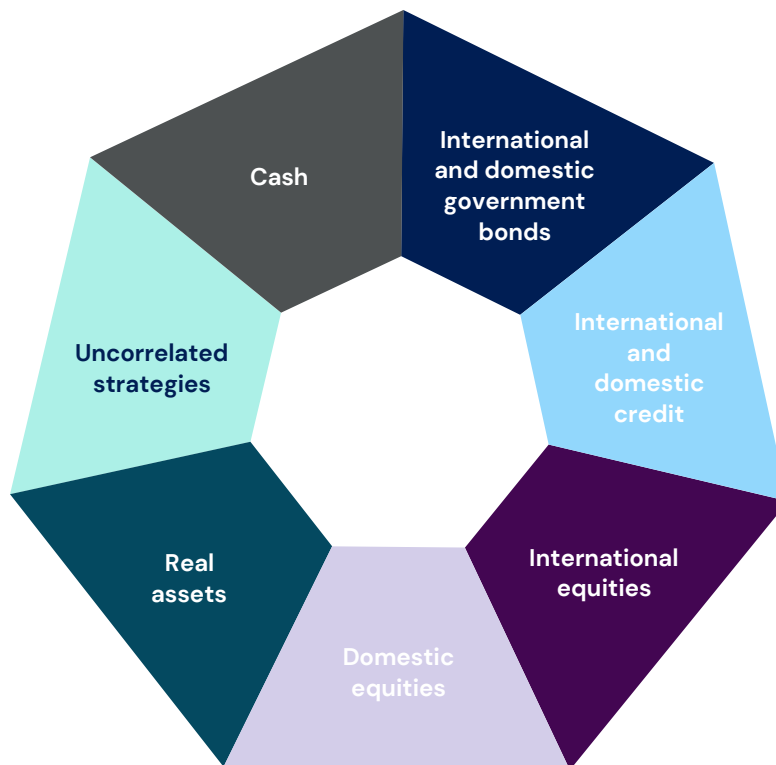 Cash
International
and domestic
government
bonds
International
and
domestic
credit
International
equities
Domestic
equities
Real
assets
Uncorrelated
strategies